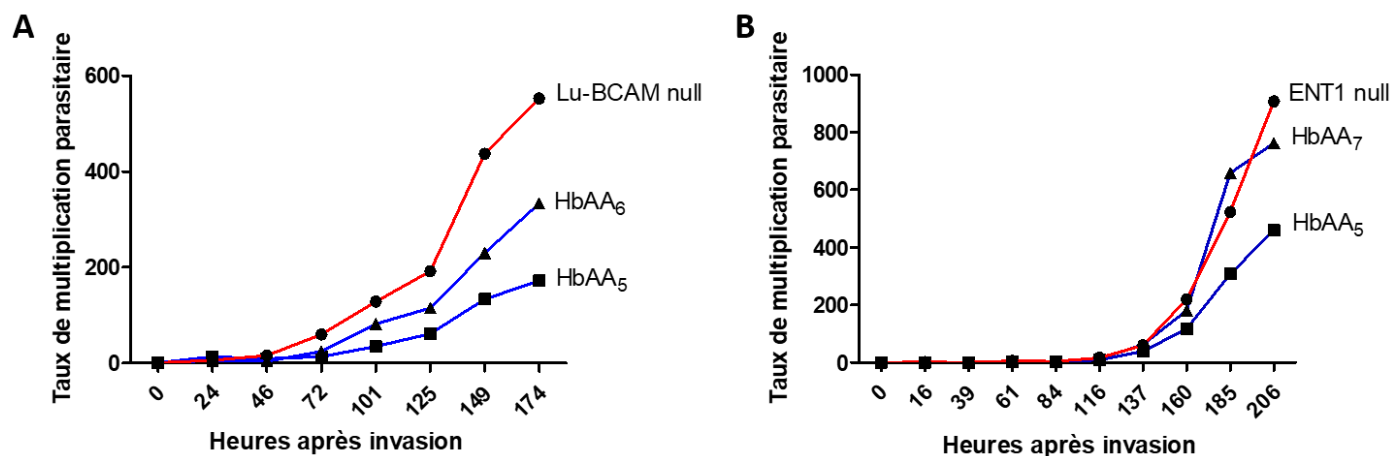 A
Taux de multiplication parasitaire
600
400
200
0
Lu-BCAM null
HbAA6
HbAA5
0 24 46 72 101 125 149 174
Heures après invasion
B
Taux de multiplication parasitaire
1000
800
600
400
200
0
ENT1 null
HbAA7
HbAA5
0 16 39 61 84 116 137 160 185 206
Heures après invasion